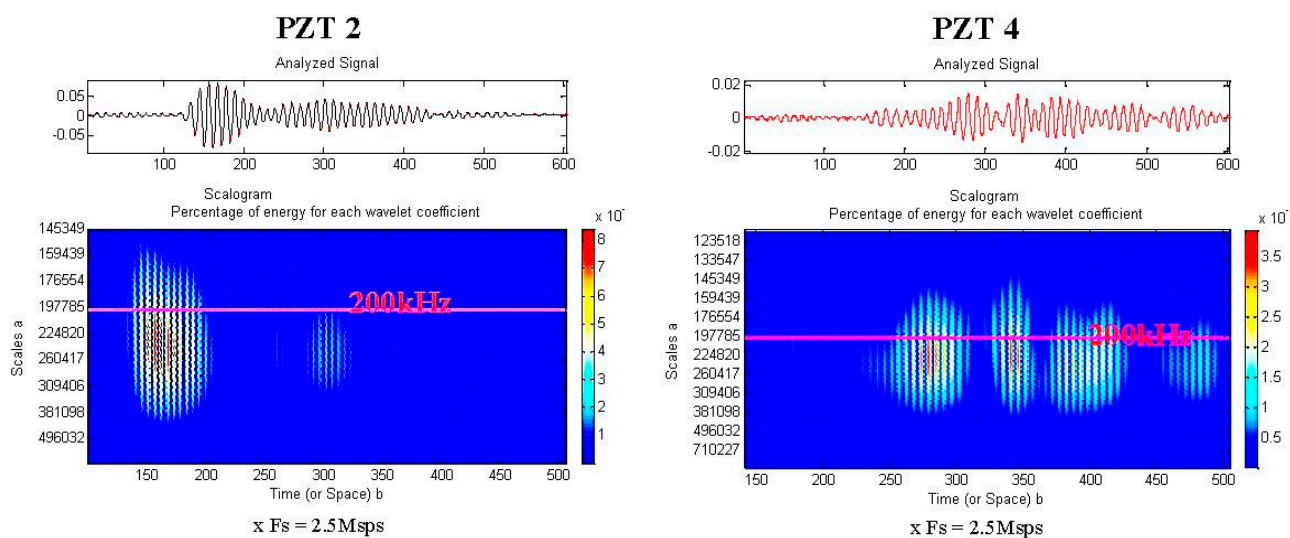 PZT 2
Analyzed Signal
0.05
0
-0.05
100 200 300 400 500 600
Scalogram
Percentage of energy for each wavelet coefficient
x 10⁻
145349
159439
176554
197785
224820
260417
309406
381098
496032
Scales a
200kHz
8
7
6
5
4
3
2
1
150 200 250 300 350 400 450 500
Time (or Space) b
x Fs = 2.5Msps
PZT 4
Analyzed Signal
0.02
0
-0.02
100 200 300 400 500 600
Scalogram
Percentage of energy for each wavelet coefficient
x 10⁻
123518
133547
145349
159439
176554
197785
224820
260417
309406
381098
496032
710227
Scales a
200kHz
3.5
3
2.5
2
1.5
1
0.5
150 200 250 300 350 400 450 500
Time (or Space) b
x Fs = 2.5Msps